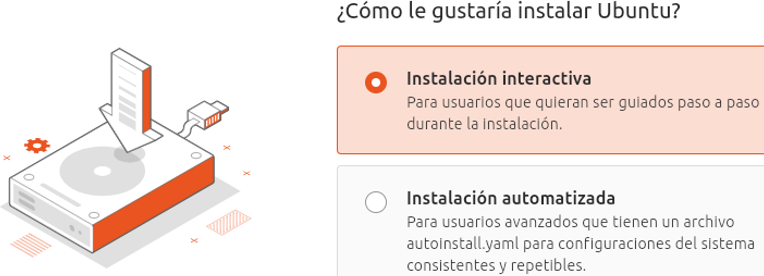 ¿Cómo le gustaría instalar Ubuntu?
Instalación interactiva
Para usuarios que quieran ser guiados paso a paso
durante la instalación.
Instalación automatizada
Para usuarios avanzados que tienen un archivo
autoinstall.yaml para configuraciones del sistema
consistentes y repetibles.